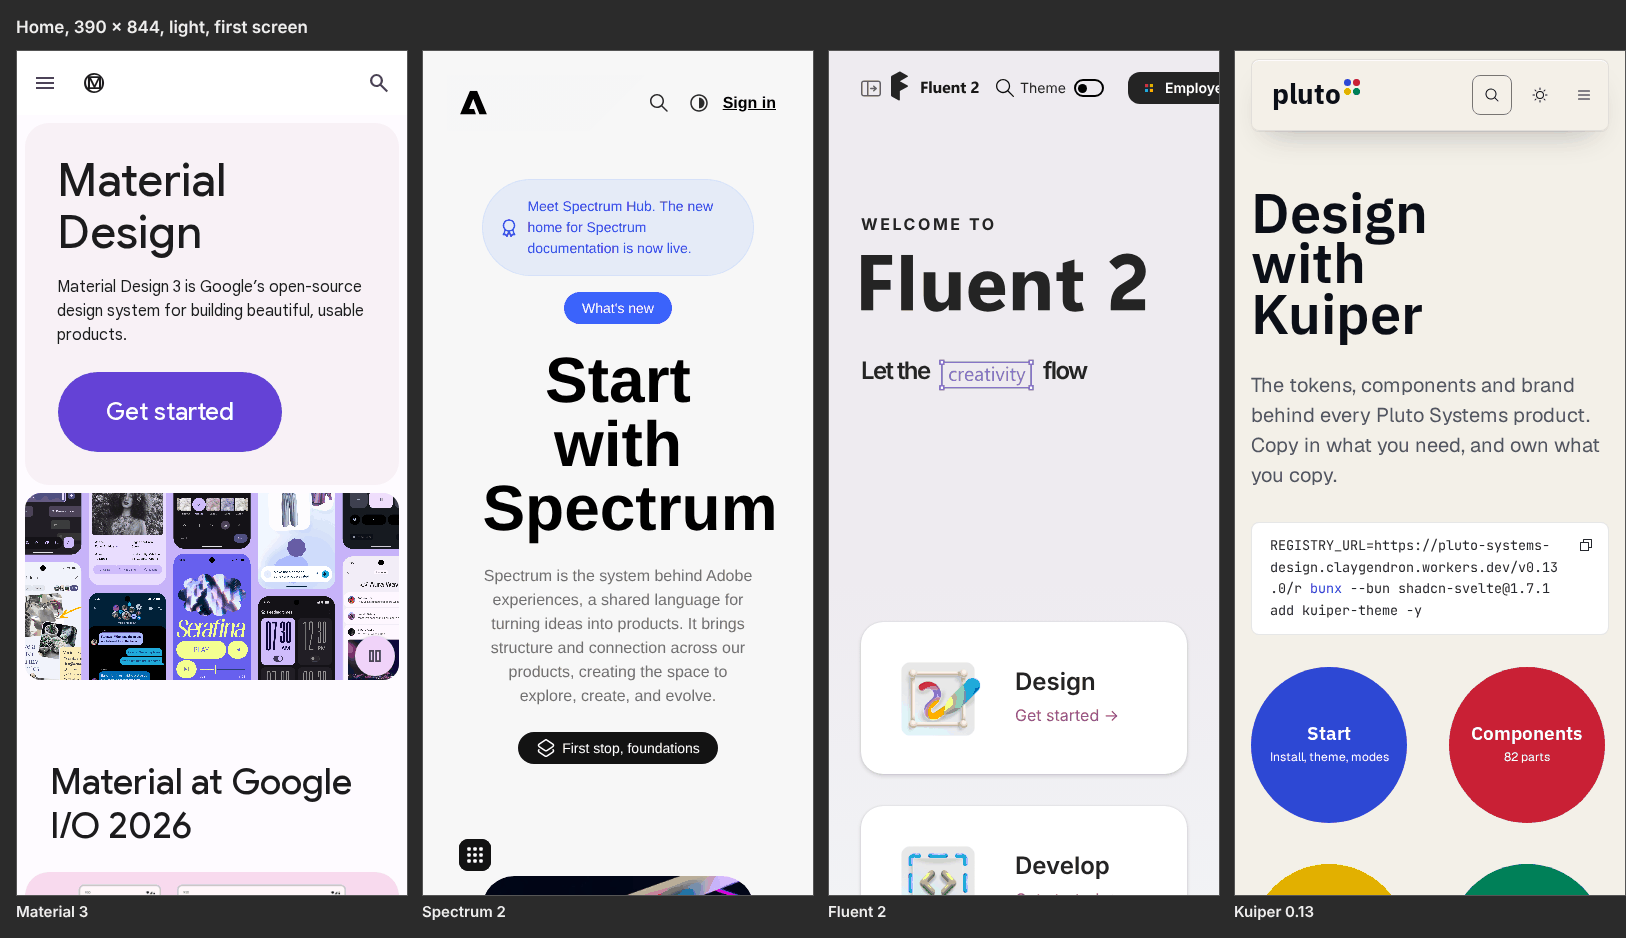 Home, 390 × 844, light, first screen
Material
Design
Material Design 3 is Google's open-source
design system for building beautiful, usable
products.
Get started
Serafina
PLAY
Material at Google
I/O 2026
Material 3
Sign in
Meet Spectrum Hub. The new
home for Spectrum
documentation is now live.
What's new
Start
with
Spectrum
Spectrum is the system behind Adobe
experiences, a shared language for
turning ideas into products. It brings
structure and connection across our
products, creating the space to
explore, create, and evolve.
First stop, foundations
Spectrum 2
Fluent 2
Theme
Employe
WELCOME TO
Fluent 2
Let the creativity flow
Design
Get started →
Develop
Fluent 2
pluto
Design
with
Kuiper
The tokens, components and brand
behind every Pluto Systems product.
Copy in what you need, and own what
you copy.
REGISTRY_URL=https://pluto-systems-
design.claygendron.workers.dev/v0.13
.0/r bunx --bun shadcn-svelte@1.7.1
add kuiper-theme -y
Start
Install, theme, modes
Components
82 parts
Kuiper 0.13